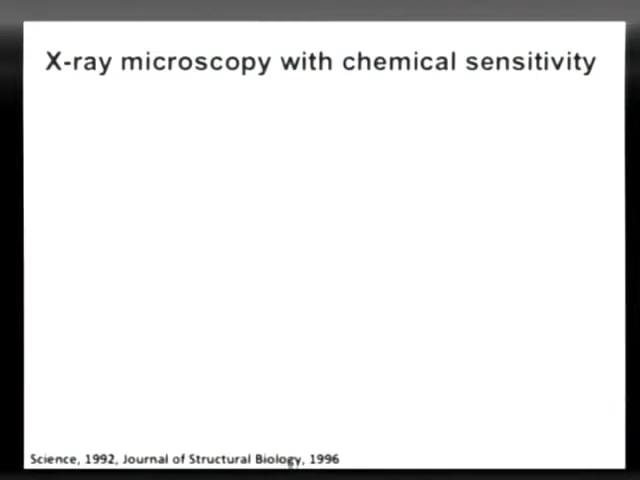 X-ray microscopy with chemical sensitivity
Science, 1992, Journal of Structural Biology, 1996